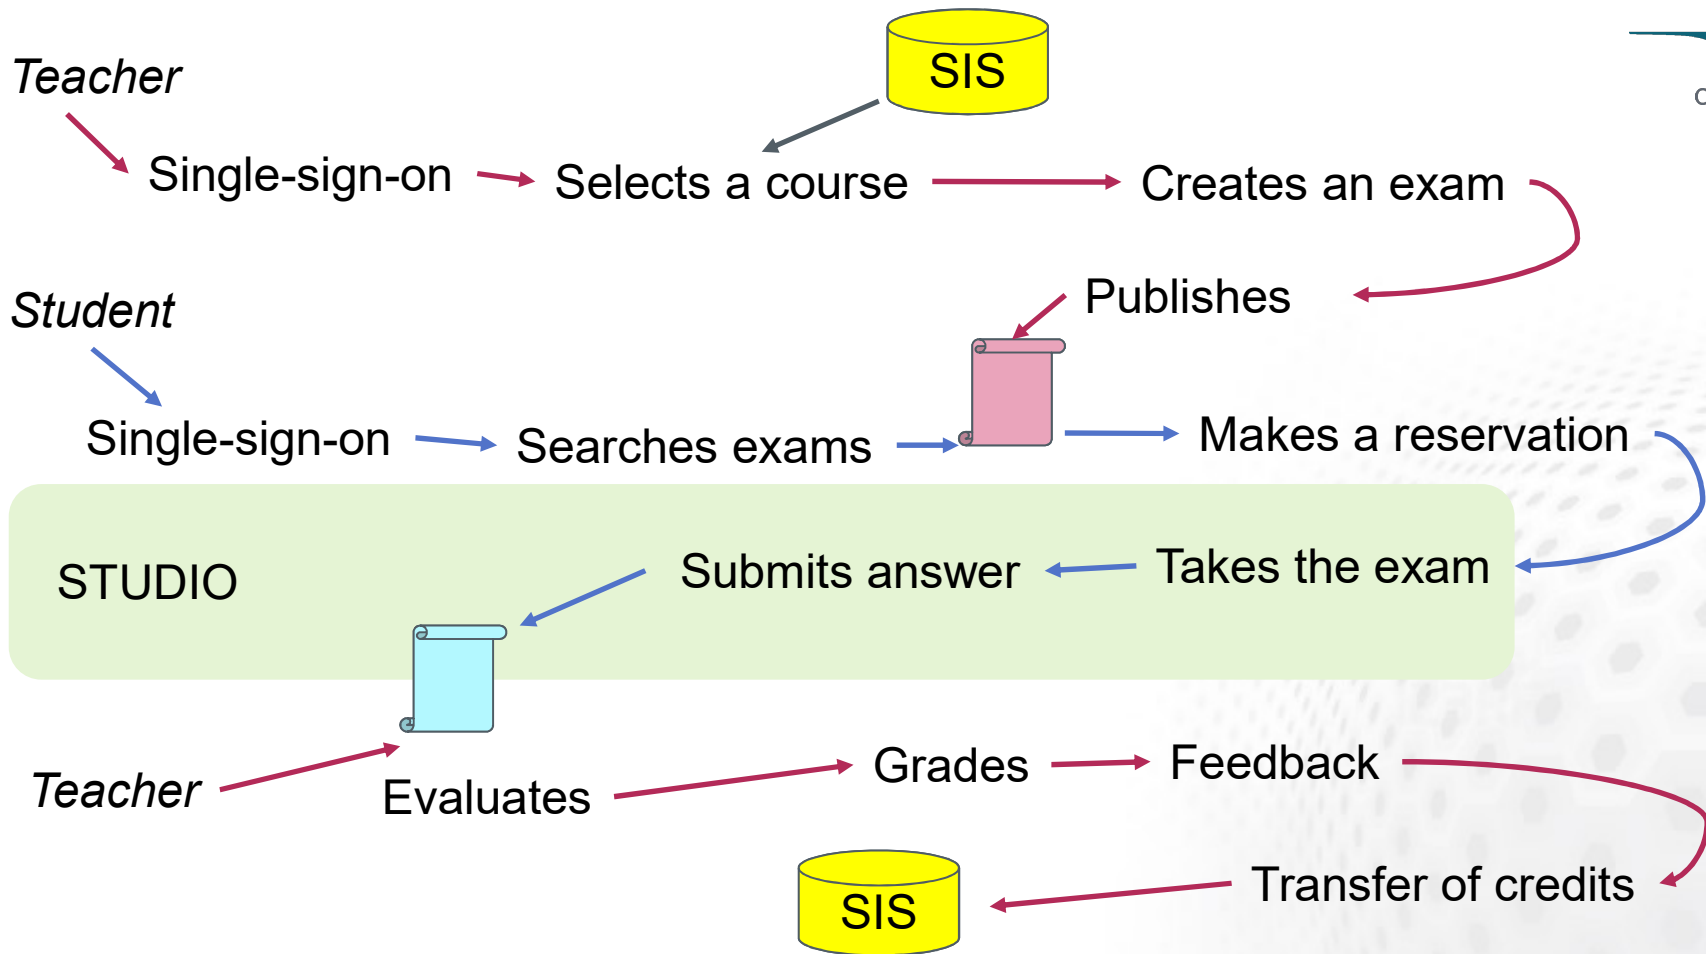 SIS
Teacher
Single-sign-on
Selects a course
Creates an exam
Publishes
Student
Single-sign-on
Searches exams
Makes a reservation
STUDIO
Submits answer
Takes the exam
Teacher
Evaluates
Grades
Feedback
Transfer of credits
SIS